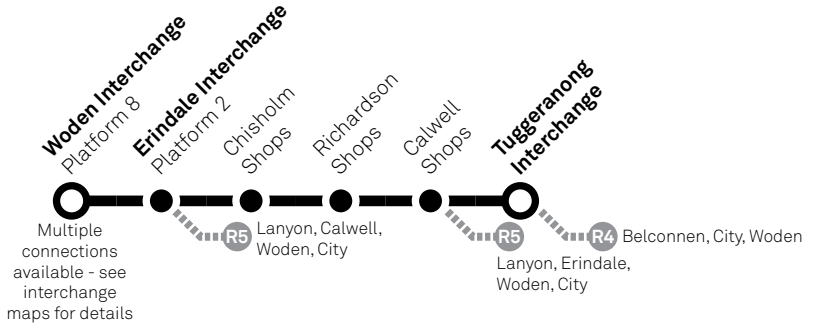 Woden Interchange
Platform 8
Erindale Interchange
Platform 2
Chisholm
Shops
Richardson
Shops
Calwell
Shops
Tuggeranong
Interchange
Multiple
connections
available - see
interchange
maps for details
R5
Lanyon, Calwell,
Woden, City
R5
Lanyon, Erindale,
Woden, City
R4
Belconnen, City, Woden